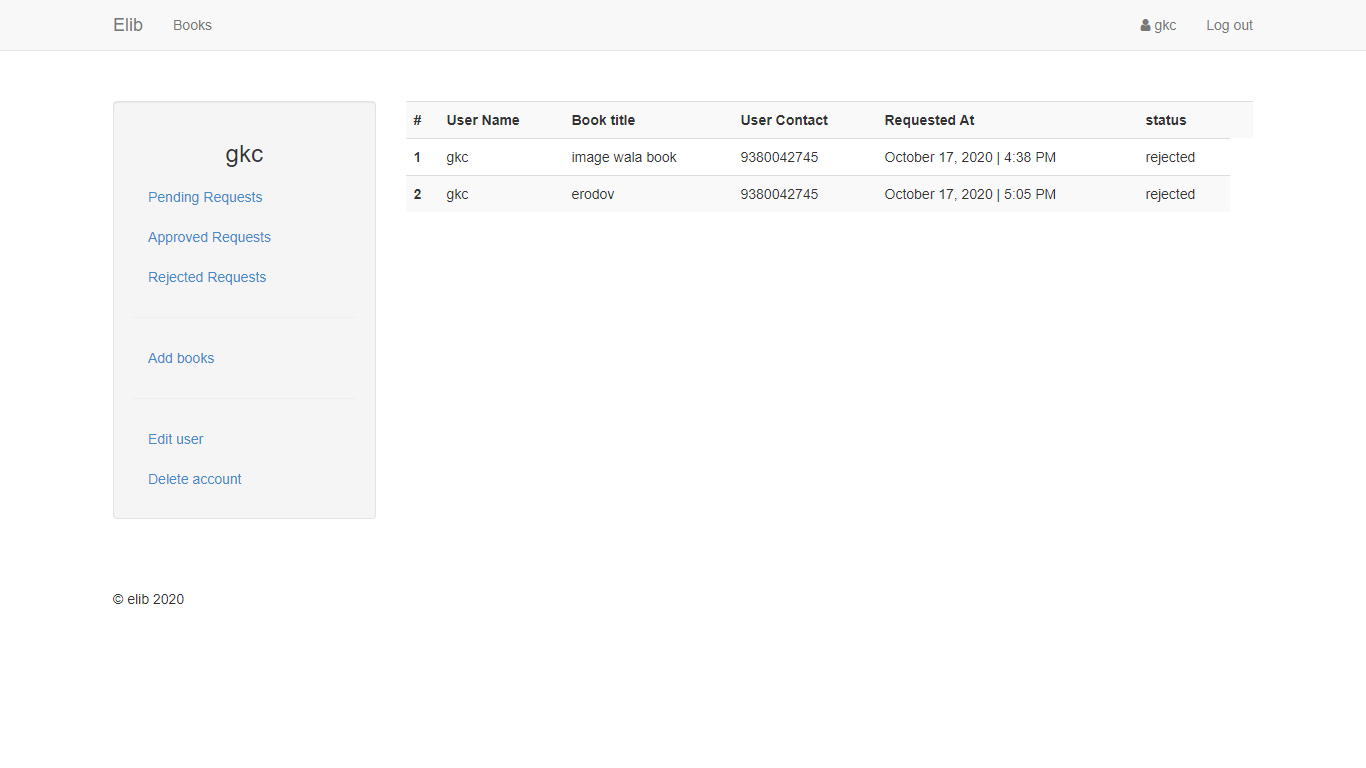 Elib Books gkc Log out
gkc
Pending Requests
Approved Requests
Rejected Requests
Add books
Edit user
Delete account
# User Name Book title User Contact Requested At status
1 gkc image wala book 9380042745 October 17, 2020 | 4:38 PM rejected
2 gkc erodov 9380042745 October 17, 2020 | 5:05 PM rejected
© elib 2020